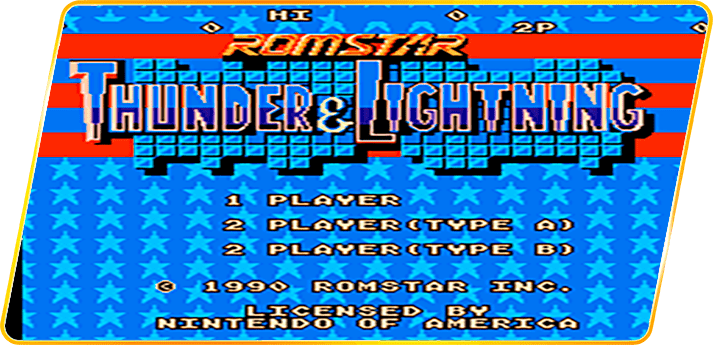 HI 0
0 2P 0
ROMSTAR
THUNDER & LIGHTNING
1 PLAYER
2 PLAYER(TYPE A)
2 PLAYER(TYPE B)
© 1990 ROMSTAR INC.
LICENSED BY
NINTENDO OF AMERICA